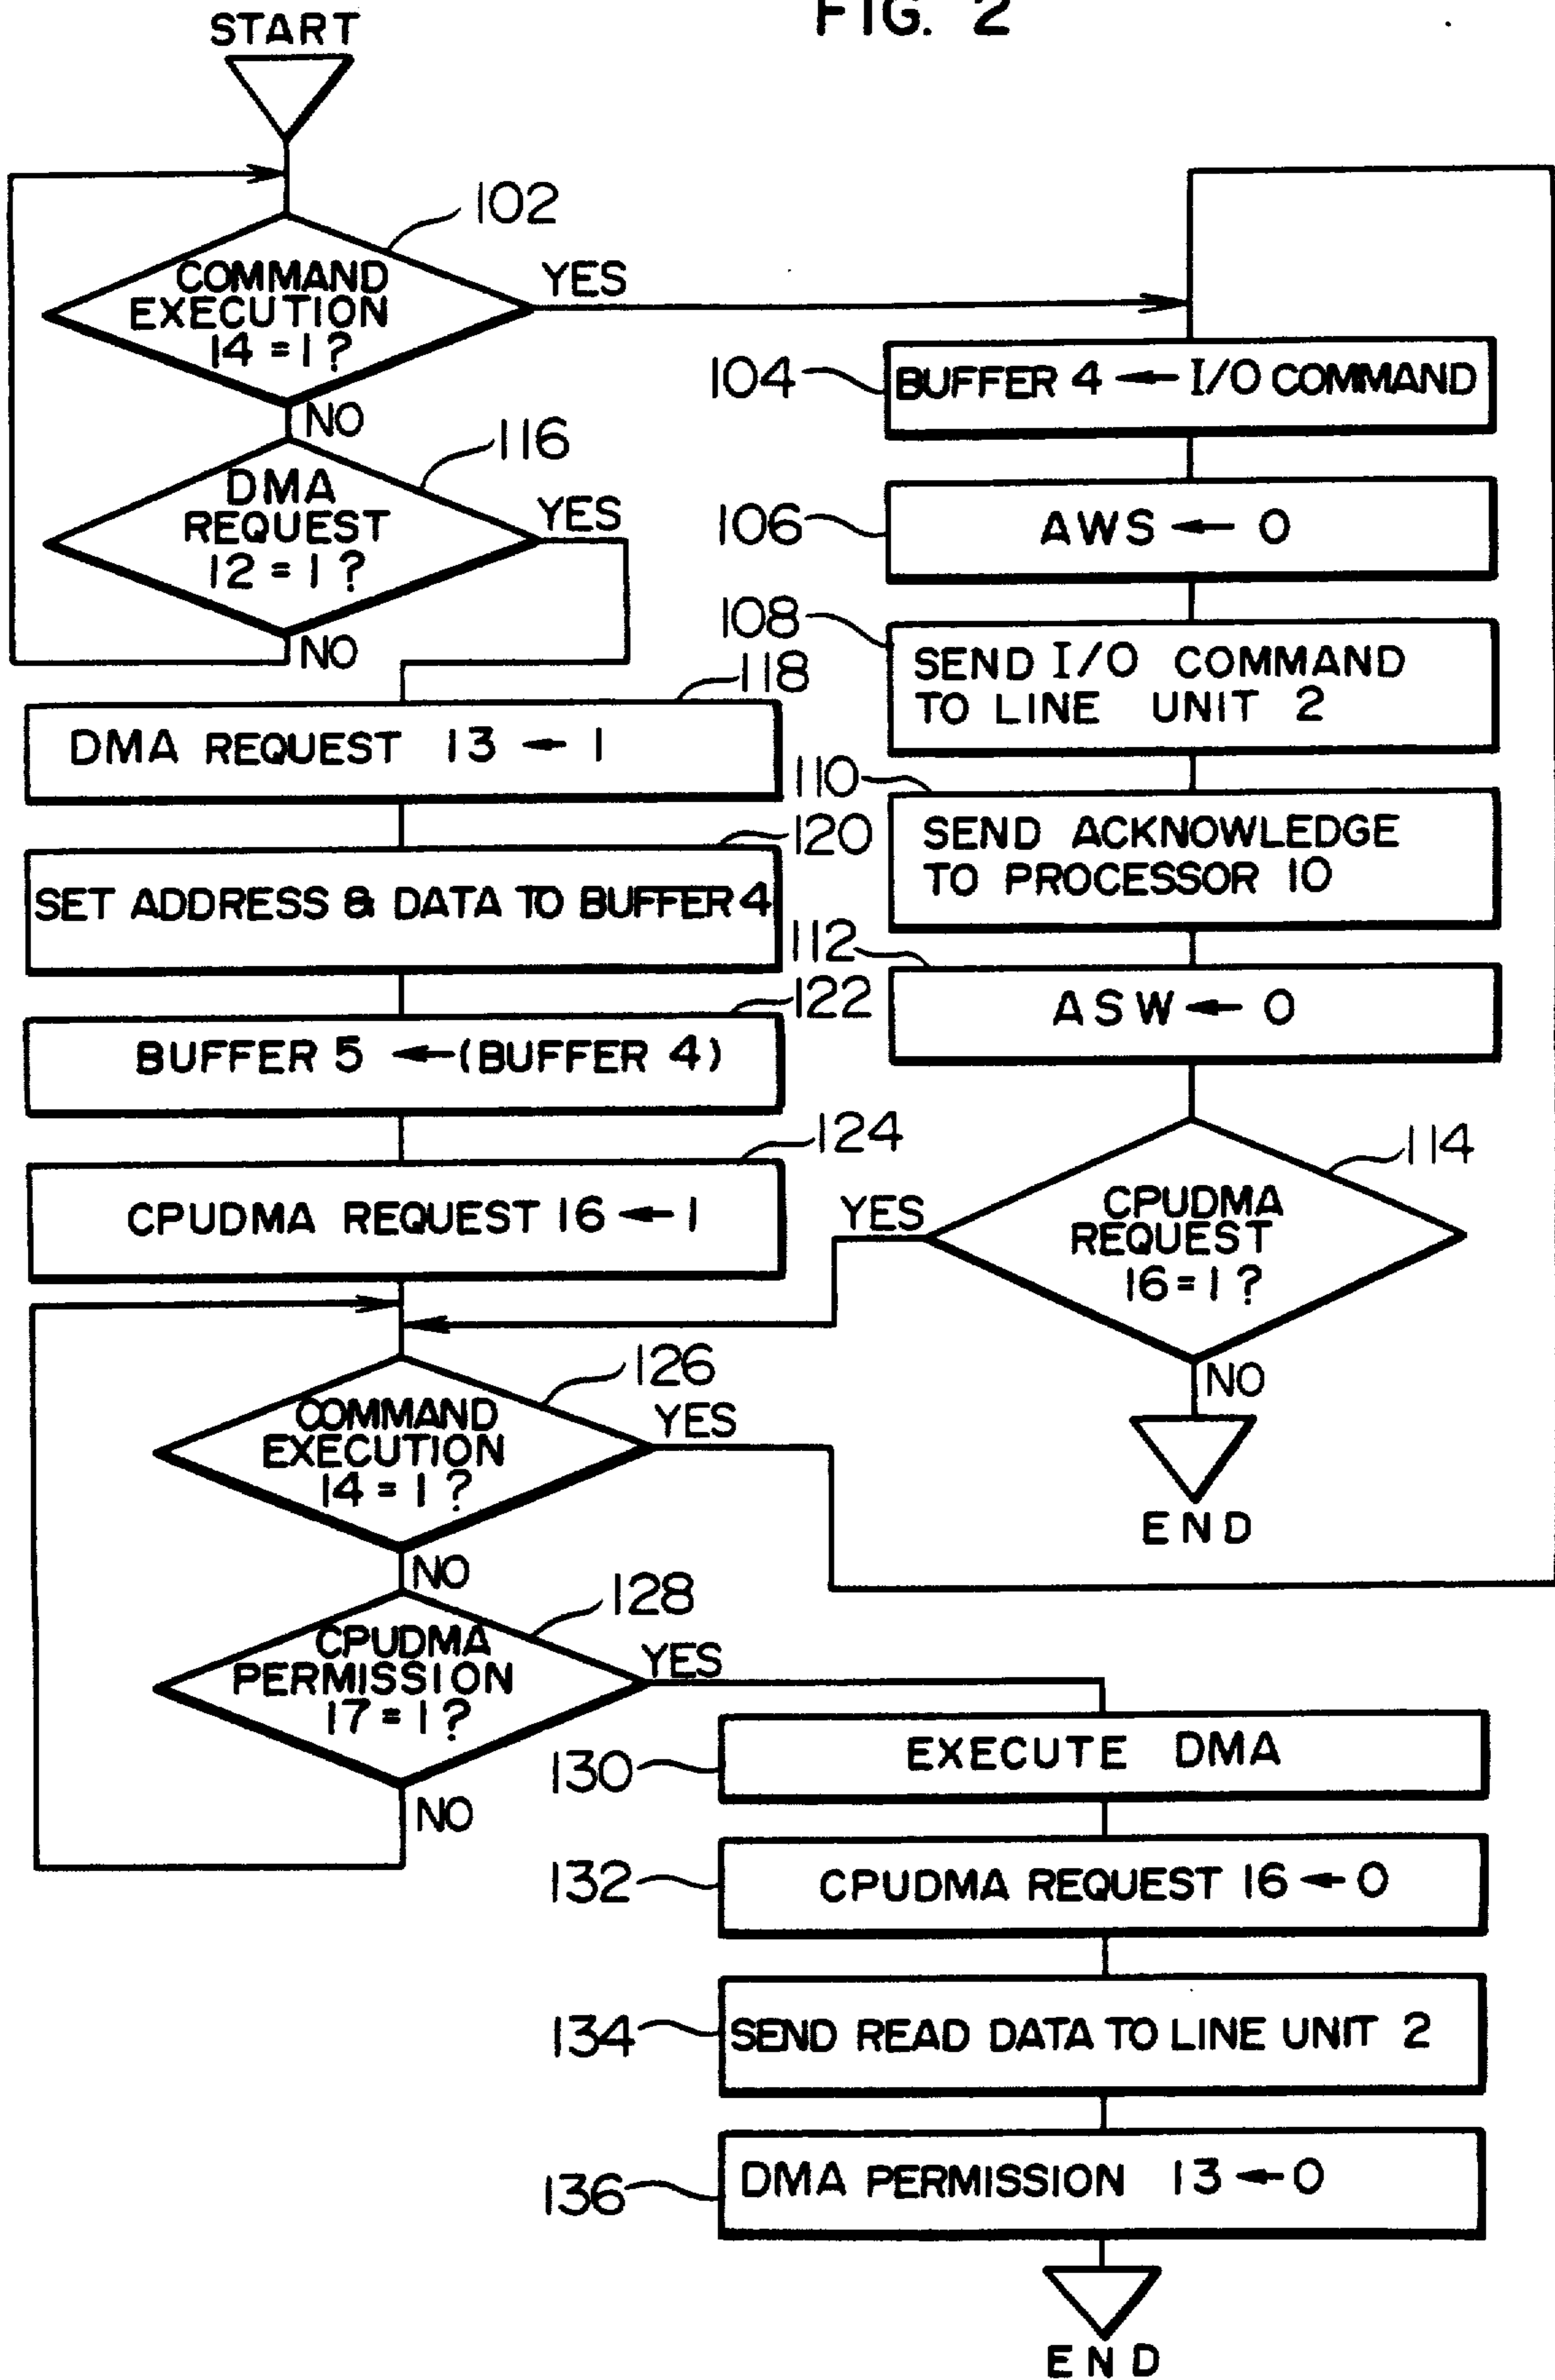 FIG. 2
START
102
COMMAND
EXECUTION
14 = 1 ?
YES
NO
116
DMA
REQUEST
12 = 1 ?
YES
NO
118
DMA REQUEST 13 ← 1
120
SET ADDRESS & DATA TO BUFFER 4
122
BUFFER 5 ← (BUFFER 4)
124
CPUDMA REQUEST 16 ← 1
126
COMMAND
EXECUTION
14 = 1 ?
YES
NO
128
CPUDMA
PERMISSION
17 = 1 ?
YES
NO
104
BUFFER 4 ← I/O COMMAND
106
AWS ← 0
108
SEND I/O COMMAND
TO LINE UNIT 2
110
SEND ACKNOWLEDGE
TO PROCESSOR 10
112
ASW ← 0
114
CPUDMA
REQUEST
16 = 1 ?
YES
NO
END
130
EXECUTE DMA
132
CPUDMA REQUEST 16 ← 0
134
SEND READ DATA TO LINE UNIT 2
136
DMA PERMISSION 13 ← 0
END